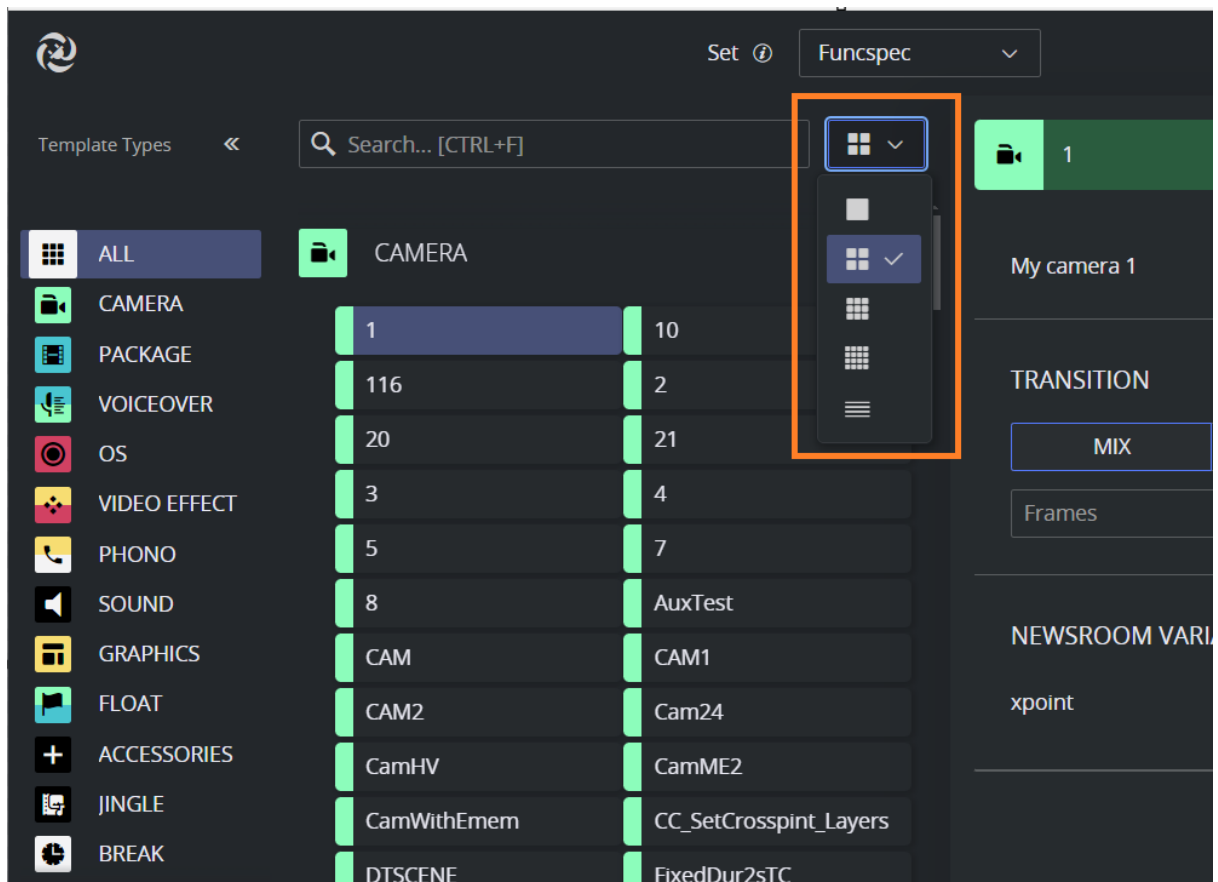 Set Funcspec
Template Types
Search... [CTRL+F]
1
ALL
CAMERA
PACKAGE
VOICEOVER
OS
VIDEO EFFECT
PHONO
SOUND
GRAPHICS
FLOAT
ACCESSORIES
JINGLE
BREAK
CAMERA
1 10
116 2
20 21
3 4
5 7
8 AuxTest
CAM CAM1
CAM2 Cam24
CamHV CamME2
CamWithEmem CC_SetCrosspint_Layers
DTSCENE FixedDur2sTC
My camera 1
TRANSITION
MIX
Frames
NEWSROOM VARIA
xpoint